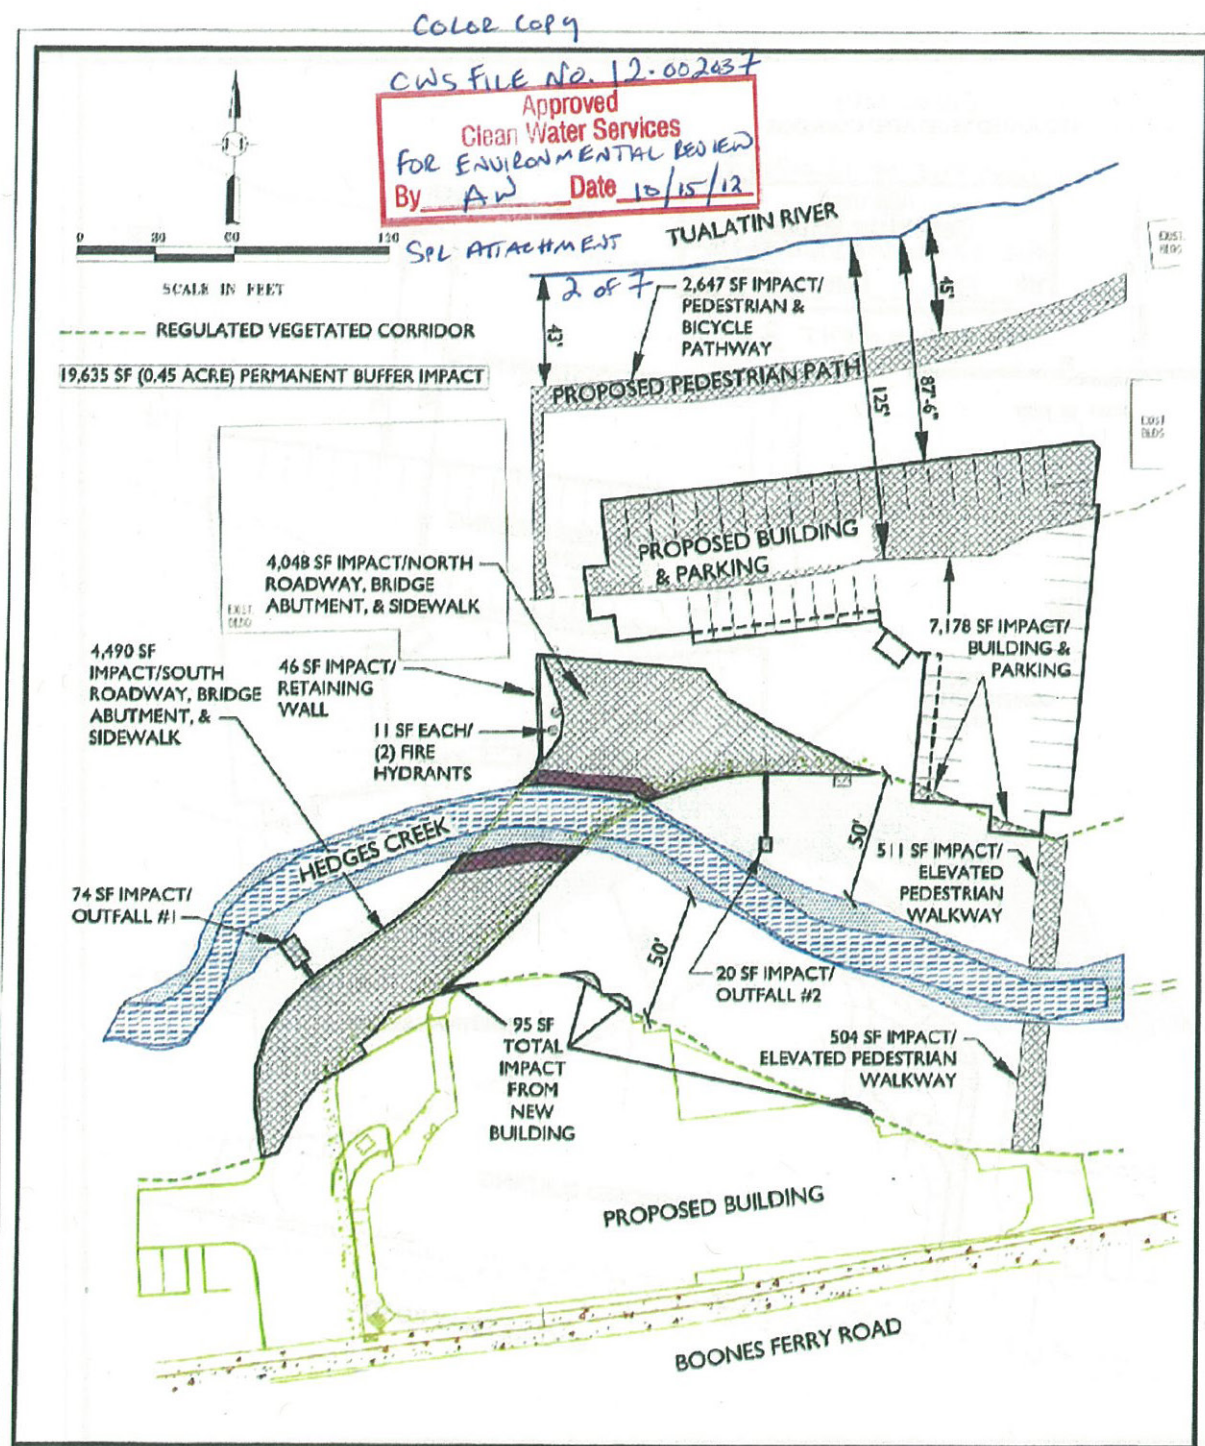 COLOR COPY
CWS FILE NO. 12-002037
Approved
Clean Water Services
FOR ENVIRONMENTAL REVIEW
By AW Date 10/15/12
SPL ATTACHMENT
2 of 7
N
0 30 60 120
SCALE IN FEET
REGULATED VEGETATED CORRIDOR
19,635 SF (0.45 ACRE) PERMANENT BUFFER IMPACT
TUALATIN RIVER
EXIST.
BLDG
2,647 SF IMPACT/
PEDESTRIAN &
BICYCLE
PATHWAY
43'
45'
PROPOSED PEDESTRIAN PATH
125'
87'-6"
EXIST
BLDG
PROPOSED BUILDING
& PARKING
4,048 SF IMPACT/NORTH
ROADWAY, BRIDGE
ABUTMENT, & SIDEWALK
EXIST.
BLDG
7,178 SF IMPACT/
BUILDING &
PARKING
4,490 SF
IMPACT/SOUTH
ROADWAY, BRIDGE
ABUTMENT, &
SIDEWALK
46 SF IMPACT/
RETAINING
WALL
11 SF EACH/
(2) FIRE
HYDRANTS
HEDGES CREEK
50'
511 SF IMPACT/
ELEVATED
PEDESTRIAN
WALKWAY
74 SF IMPACT/
OUTFALL #1
50'
20 SF IMPACT/
OUTFALL #2
95 SF
TOTAL
IMPACT
FROM
NEW
BUILDING
504 SF IMPACT/
ELEVATED PEDESTRIAN
WALKWAY
PROPOSED BUILDING
BOONES FERRY ROAD